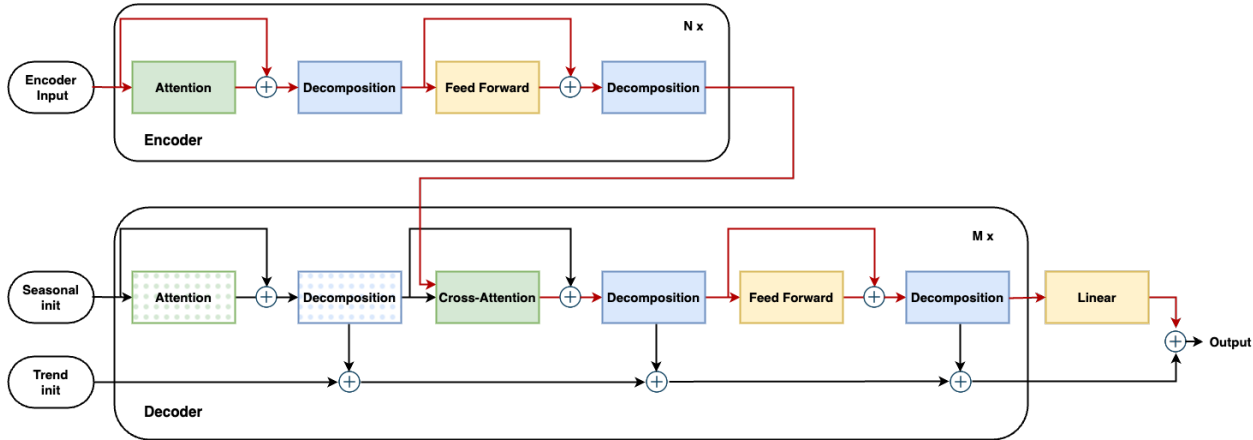 N x
Encoder
Input
Attention
Decomposition
Feed Forward
Decomposition
Encoder
M x
Seasonal
init
Attention
Decomposition
Cross-Attention
Decomposition
Feed Forward
Decomposition
Linear
Output
Trend
init
Decoder